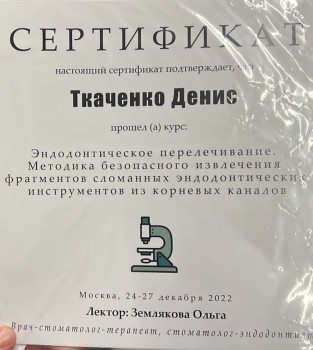 СЕРТИФИКАТ
настоящий сертификат подтверждает,
Ткаченко Денис
прошел (а) курс:
Эндодонтическое перелечивание.
Методика безопасного извлечения
фрагментов сломанных эндодонтических
инструментов из корневых каналов
Москва, 24-27 декабря 2022
Лектор: Землякова Ольга
Врач-стоматолог-терапевт, стоматолог-эндодонтист